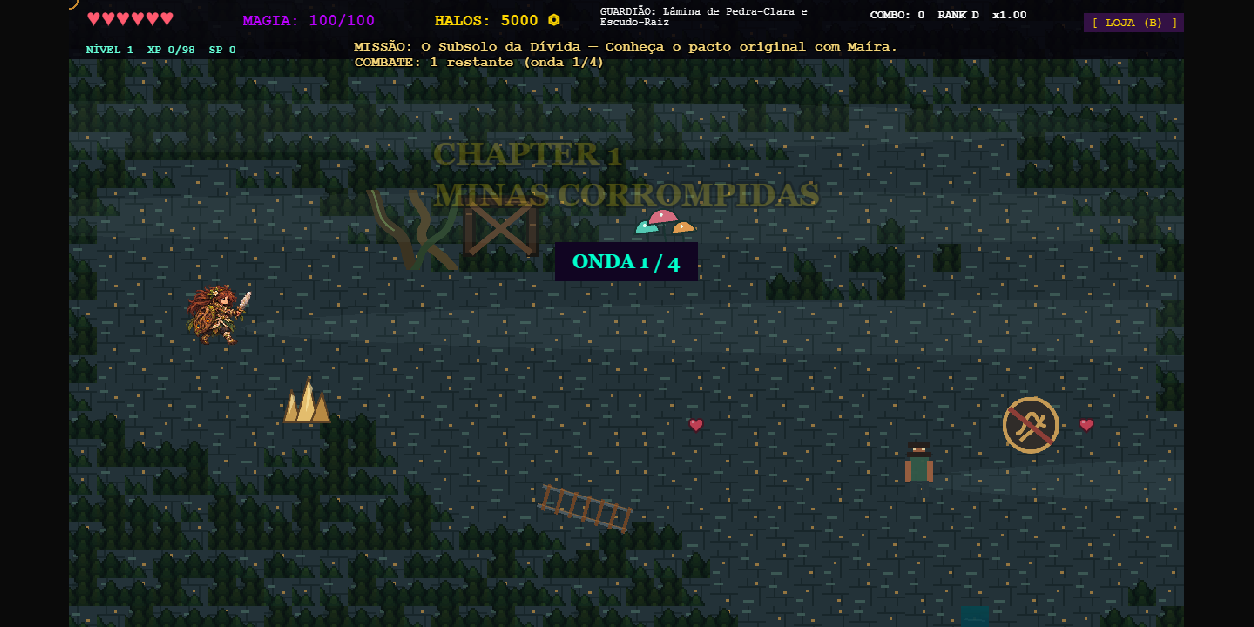 MAGIA: 100/100
HALOS: 5000
GUARDIÃO: Lâmina de Pedra-Clara e
Escudo-Raiz
COMBO: 0 RANK D x1.00
[ LOJA (B) ]
NÍVEL 1 XP 0/98 SP 0
MISSÃO: O Subsolo da Dívida — Conheça o pacto original com Maíra.
COMBATE: 1 restante (onda 1/4)
CHAPTER 1
MINAS CORROMPIDAS
ONDA 1 / 4